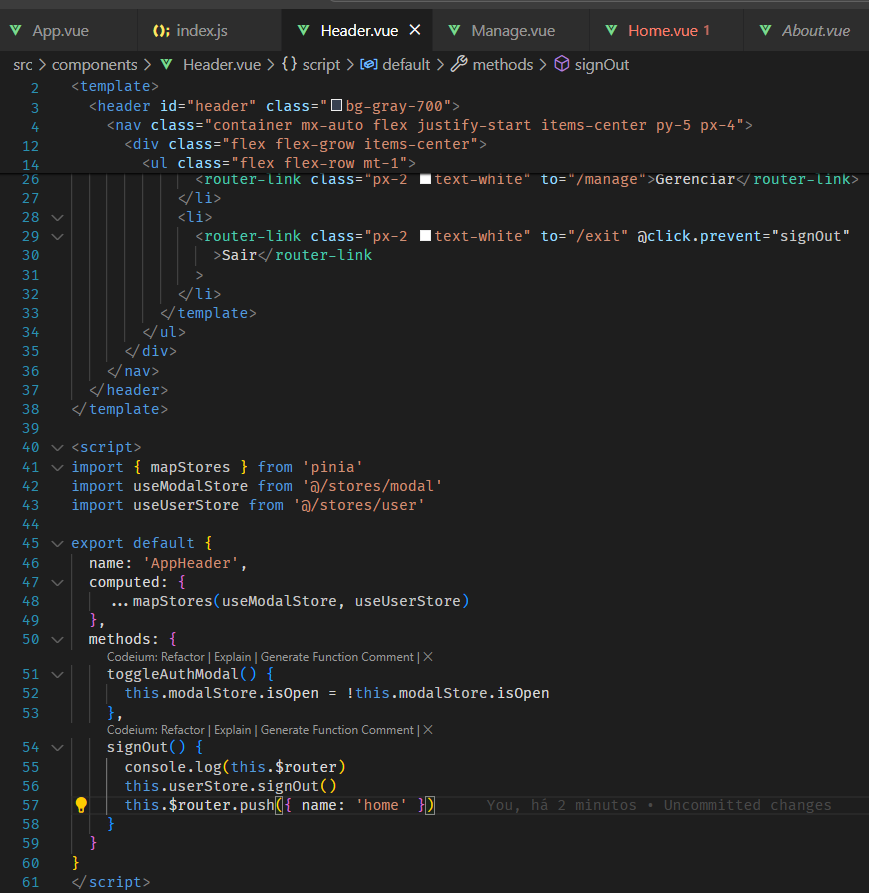 App.vue index.js Header.vue Manage.vue Home.vue 1 About.vue
src > components > Header.vue > {} script > default > methods > signOut
2 <template>
3 <header id="header" class="bg-gray-700">
4 <nav class="container mx-auto flex justify-start items-center py-5 px-4">
12 <div class="flex flex-grow items-center">
14 <ul class="flex flex-row mt-1">
26 <router-link class="px-2 text-white" to="/manage">Gerenciar</router-link>
27 </li>
28 <li>
29 <router-link class="px-2 text-white" to="/exit" @click.prevent="signOut"
30 >Sair</router-link
31 >
32 </li>
33 </template>
34 </ul>
35 </div>
36 </nav>
37 </header>
38 </template>
39
40 <script>
41 import { mapStores } from 'pinia'
42 import useModalStore from '@/stores/modal'
43 import useUserStore from '@/stores/user'
44
45 export default {
46 name: 'AppHeader',
47 computed: {
48 ...mapStores(useModalStore, useUserStore)
49 },
50 methods: {
Codeium: Refactor | Explain | Generate Function Comment | ×
51 toggleAuthModal() {
52 this.modalStore.isOpen = !this.modalStore.isOpen
53 },
Codeium: Refactor | Explain | Generate Function Comment | ×
54 signOut() {
55 console.log(this.$router)
56 this.userStore.signOut()
57 this.$router.push({ name: 'home' }) You, há 2 minutos • Uncommitted changes
58 }
59 }
60 }
61 </script>